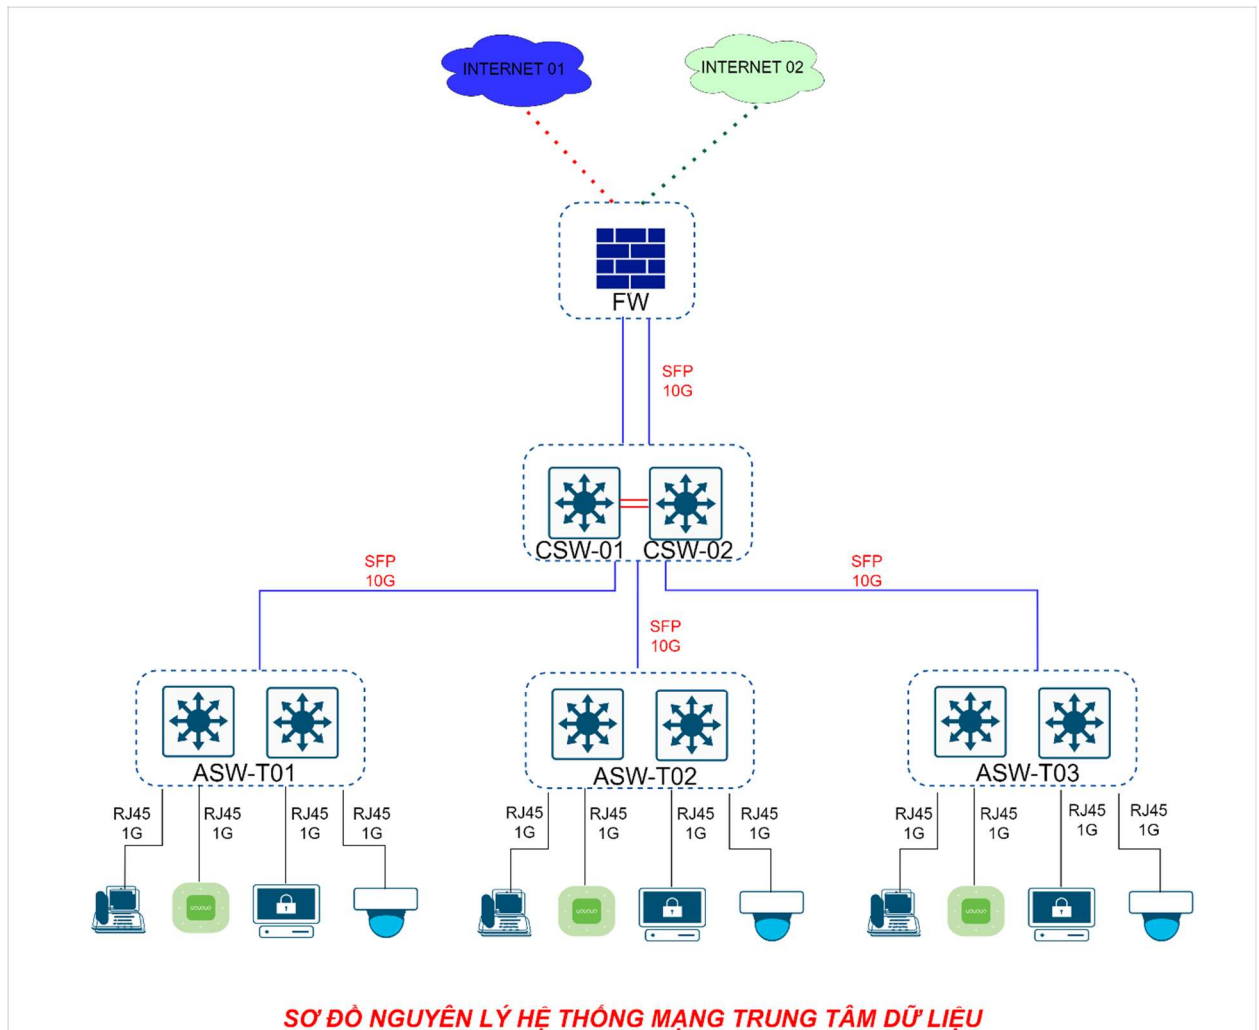 INTERNET 01
INTERNET 02
FW
SFP
10G
CSW-01
CSW-02
SFP
10G
SFP
10G
SFP
10G
ASW-T01
ASW-T02
ASW-T03
RJ45
1G
RJ45
1G
RJ45
1G
RJ45
1G
RJ45
1G
RJ45
1G
RJ45
1G
RJ45
1G
RJ45
1G
RJ45
1G
RJ45
1G
RJ45
1G
SƠ ĐỒ NGUYÊN LÝ HỆ THỐNG MẠNG TRUNG TÂM DỮ LIỆU